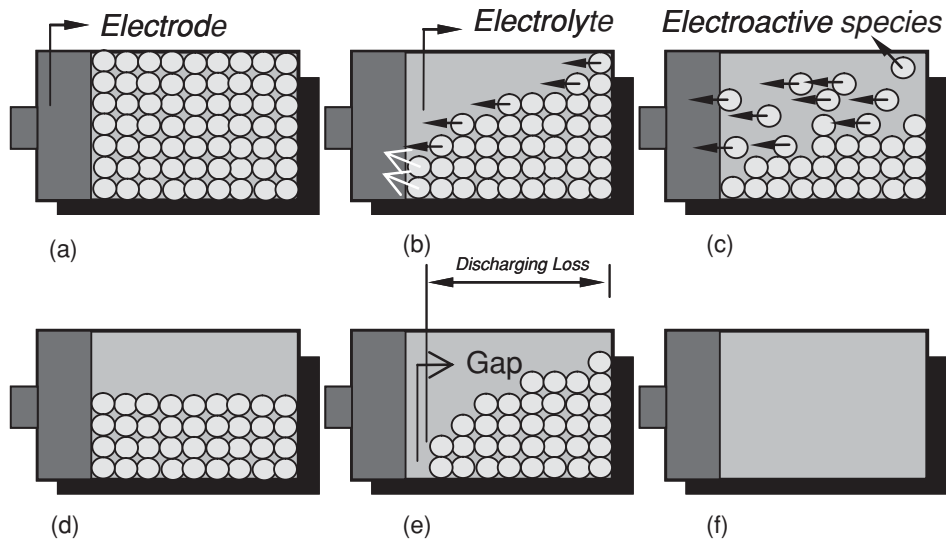 Electrode
Electrolyte
Electroactive species
(a)
(b)
(c)
Discharging Loss
Gap
(d)
(e)
(f)